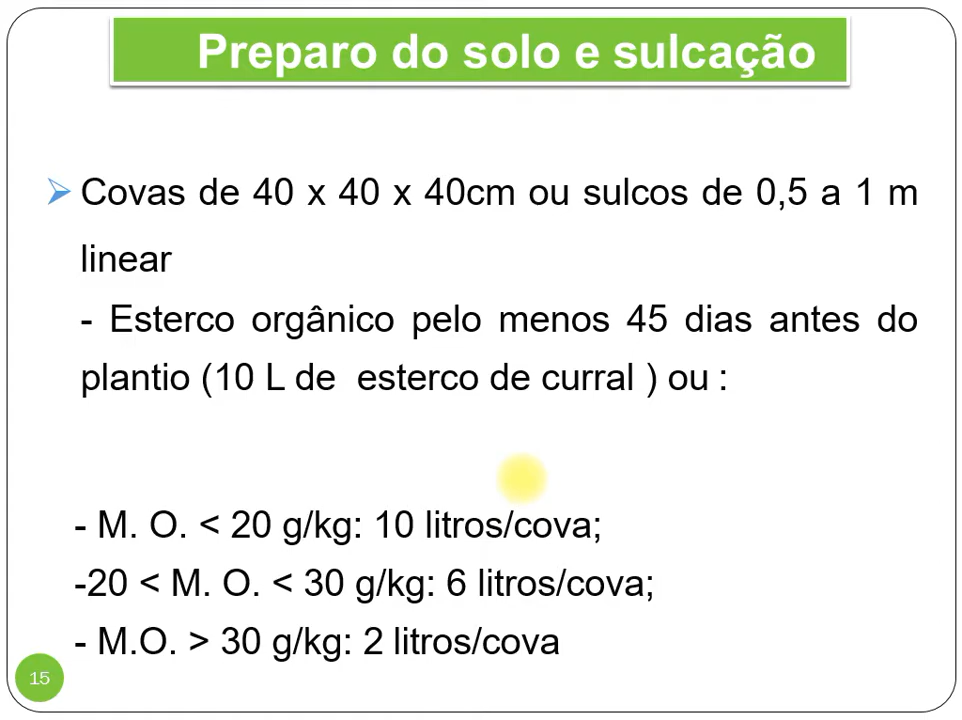 Preparo do solo e sulcação
Covas de 40 x 40 x 40cm ou sulcos de 0,5 a 1 m
linear
- Esterco orgânico pelo menos 45 dias antes do
plantio (10 L de esterco de curral ) ou :
- M. O. < 20 g/kg: 10 litros/cova;
-20 < M. O. < 30 g/kg: 6 litros/cova;
- M.O. > 30 g/kg: 2 litros/cova
15